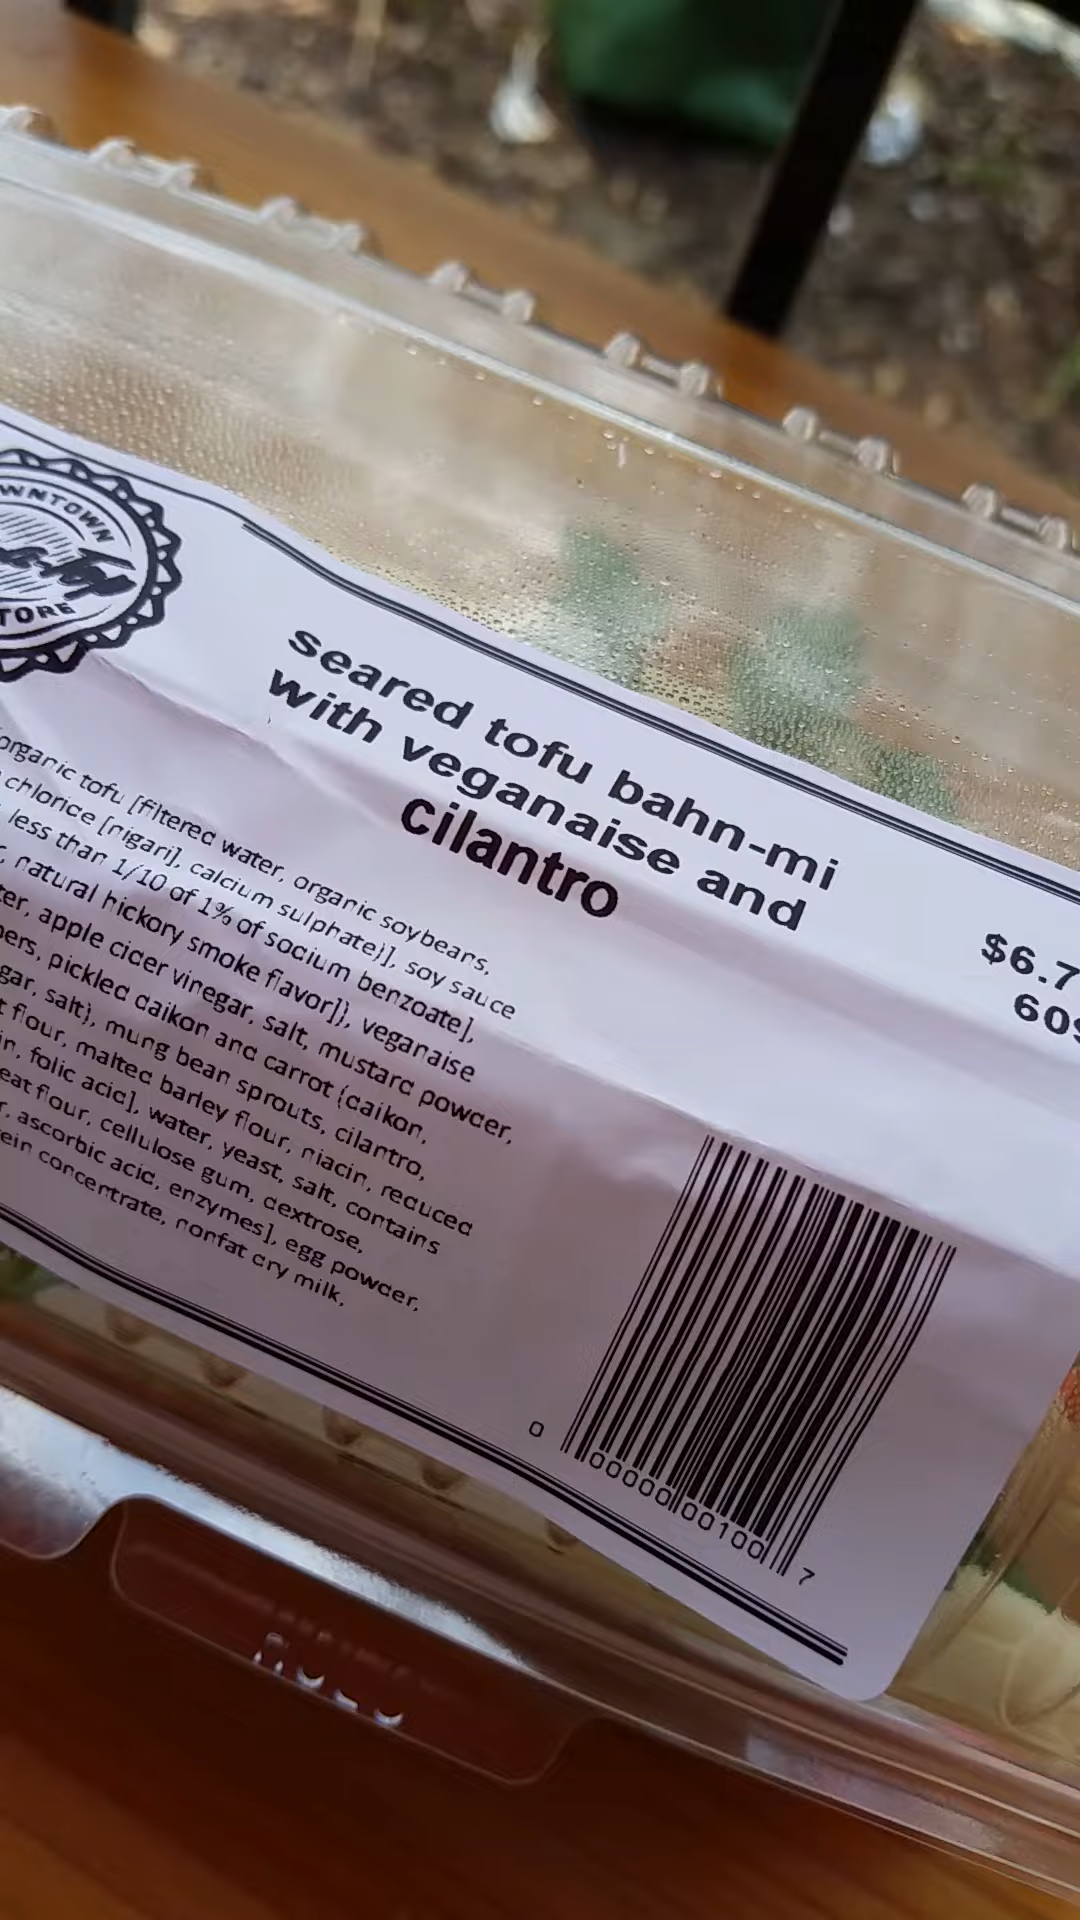 WNTOWN
TORE
seared tofu bahn-mi
with veganaise and
cilantro
$6.7
60
organic tofu [filtered water, organic soybeans,
chloride [nigari], calcium sulphate)], soy sauce
less than 1/10 of 1% of sodium benzoate],
natural hickory smoke flavor]), veganaise
ter, apple cider vinegar, salt, mustard powder,
ners, pickled daikon and carrot (daikon,
gar, salt), mung bean sprouts, cilantro,
t flour, malted barley flour, niacin, reduced
in, folic acid], water, yeast, salt, contains
eat flour, cellulose gum, dextrose,
r, ascorbic acid, enzymes], egg powder,
ein concentrate, nonfat dry milk,
0 00000 00100 7